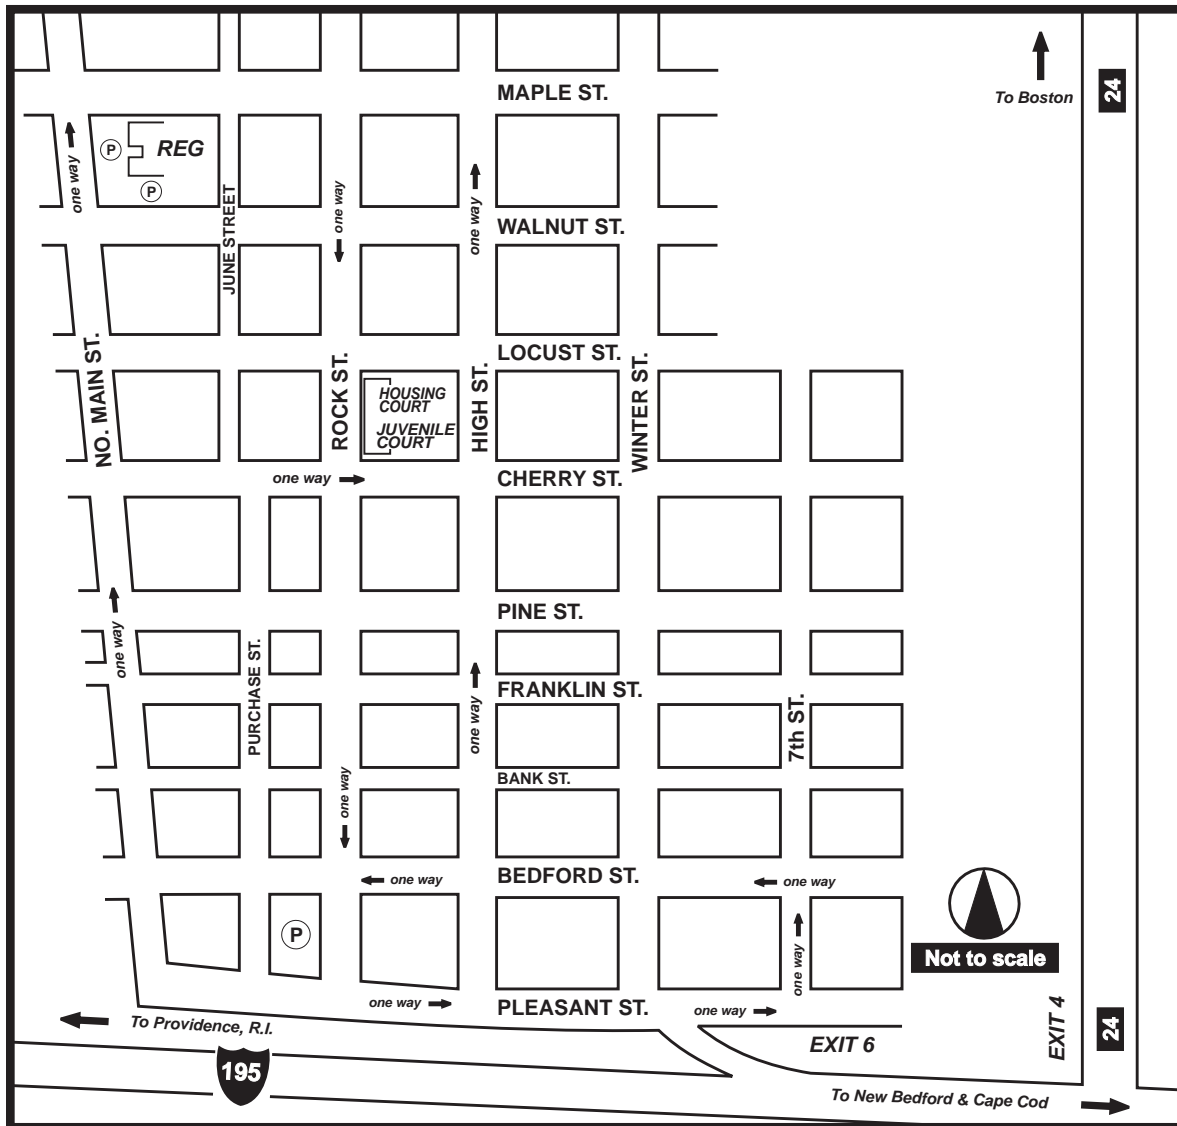 MAPLE ST.
To Boston
24
P
REG
P
one way
JUNE STREET
one way
one way
WALNUT ST.
NO. MAIN ST.
ROCK ST.
HOUSING
COURT
JUVENILE
COURT
HIGH ST.
LOCUST ST.
WINTER ST.
one way
CHERRY ST.
one way
PINE ST.
PURCHASE ST.
one way
FRANKLIN ST.
7th ST.
one way
BANK ST.
one way
BEDFORD ST.
one way
P
one way
Not to scale
one way
PLEASANT ST.
one way
To Providence, R.I.
195
EXIT 6
EXIT 4
24
To New Bedford & Cape Cod